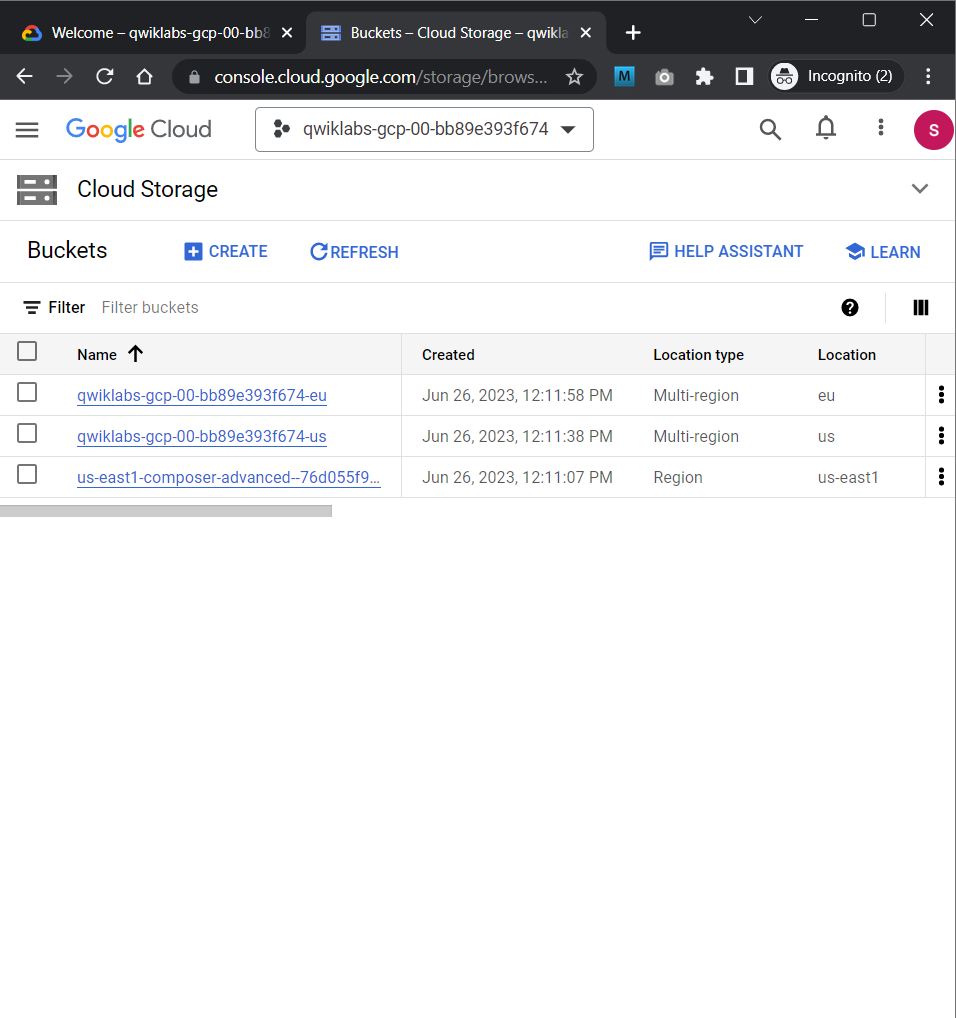 Welcome – qwiklabs-gcp-00-bb8
Buckets – Cloud Storage – qwikla
console.cloud.google.com/storage/brows...
M
Incognito (2)
Google Cloud
qwiklabs-gcp-00-bb89e393f674
S
Cloud Storage
Buckets
CREATE
REFRESH
HELP ASSISTANT
LEARN
Filter
Filter buckets
Name Created Location type Location
qwiklabs-gcp-00-bb89e393f674-eu Jun 26, 2023, 12:11:58 PM Multi-region eu
qwiklabs-gcp-00-bb89e393f674-us Jun 26, 2023, 12:11:38 PM Multi-region us
us-east1-composer-advanced--76d055f9... Jun 26, 2023, 12:11:07 PM Region us-east1